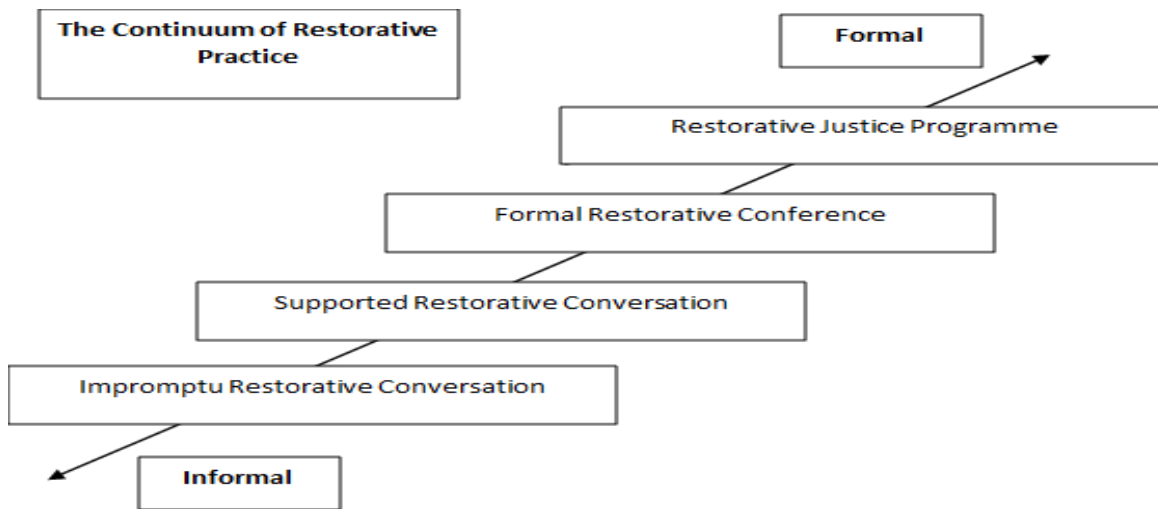 The Continuum of Restorative
Practice
Formal
Restorative Justice Programme
Formal Restorative Conference
Supported Restorative Conversation
Impromptu Restorative Conversation
Informal